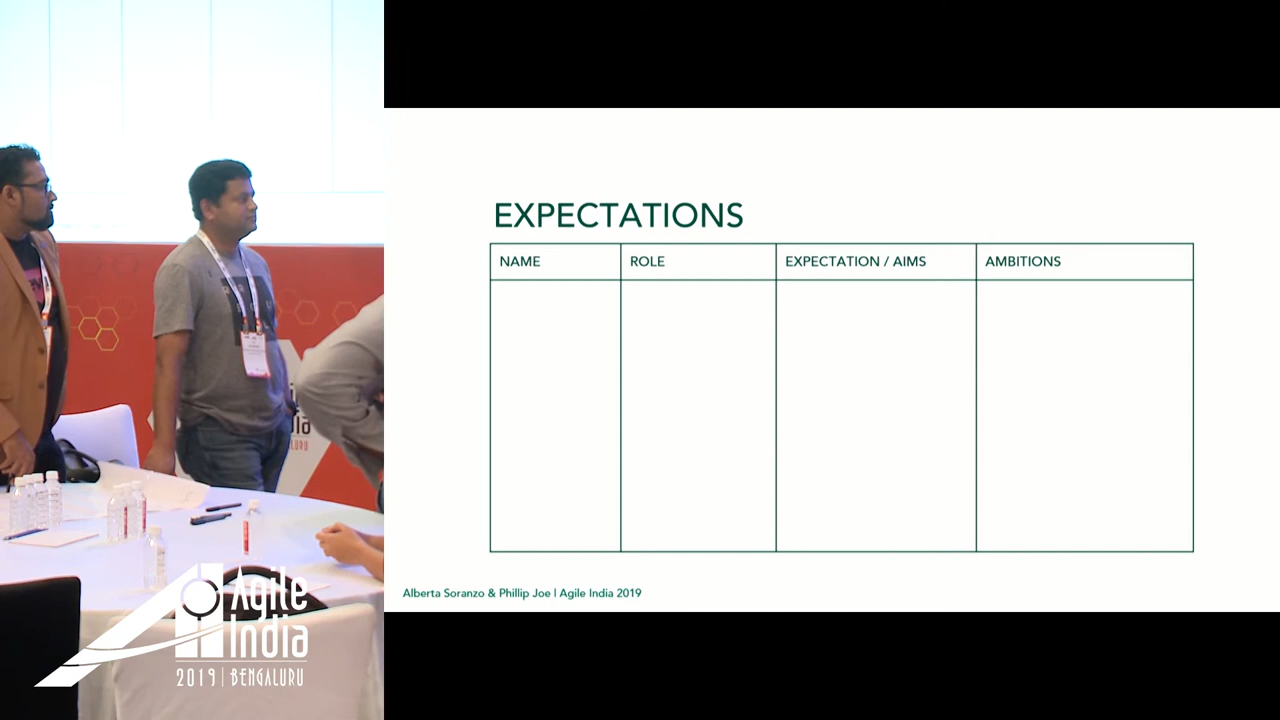 EXPECTATIONS
NAME
ROLE
EXPECTATION / AIMS
AMBITIONS
Alberta Soranzo & Phillip Joe | Agile India 2019
Agile
India
2019 | BENGALURU